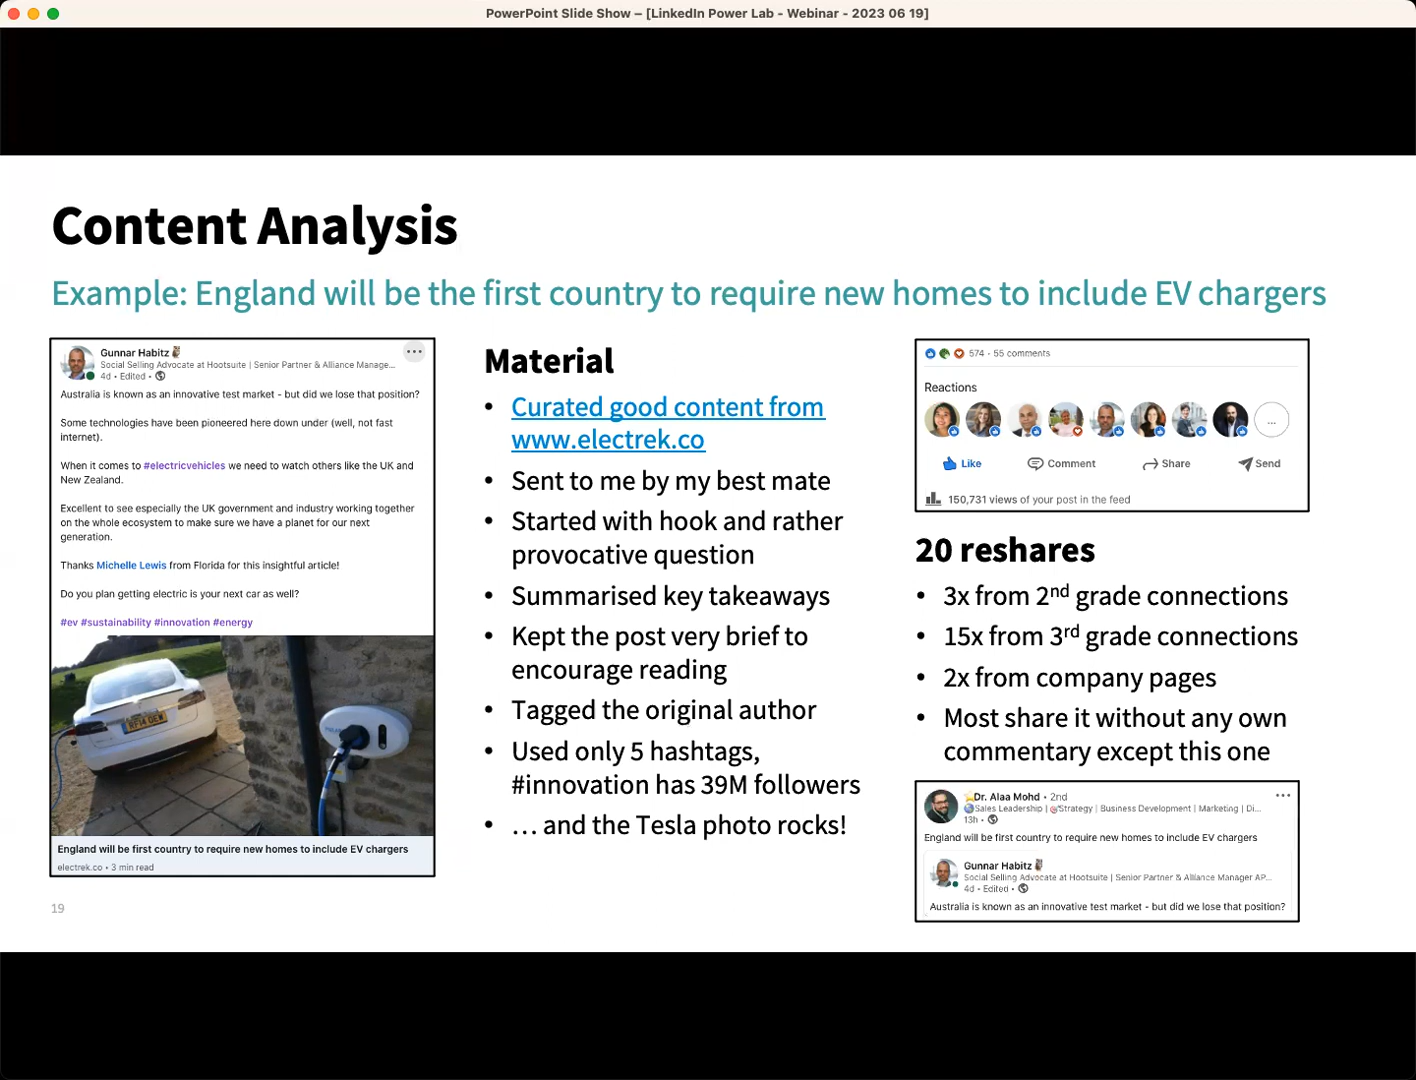 PowerPoint Slide Show – [LinkedIn Power Lab - Webinar - 2023 06 19]
Content Analysis
Example: England will be the first country to require new homes to include EV chargers
Gunnar Habitz
Social Selling Advocate at Hootsuite | Senior Partner & Alliance Manage...
4d • Edited •
Australia is known as an innovative test market - but did we lose that position?
Some technologies have been pioneered here down under (well, not fast
internet).
When it comes to #electricvehicles we need to watch others like the UK and
New Zealand.
Excellent to see especially the UK government and industry working together
on the whole ecosystem to make sure we have a planet for our next
generation.
Thanks Michelle Lewis from Florida for this insightful article!
Do you plan getting electric is your next car as well?
#ev #sustainability #innovation #energy
England will be first country to require new homes to include EV chargers
electrek.co • 3 min read
19
Material
• Curated good content from
www.electrek.co
• Sent to me by my best mate
• Started with hook and rather
provocative question
• Summarised key takeaways
• Kept the post very brief to
encourage reading
• Tagged the original author
• Used only 5 hashtags,
#innovation has 39M followers
• … and the Tesla photo rocks!
574 - 55 comments
Reactions
...
Like Comment Share Send
150,731 views of your post in the feed
20 reshares
• 3x from 2nd grade connections
• 15x from 3rd grade connections
• 2x from company pages
• Most share it without any own
commentary except this one
Dr. Alaa Mohd • 2nd
Sales Leadership | Strategy | Business Development | Marketing | Di...
13h •
England will be first country to require new homes to include EV chargers
Gunnar Habitz
Social Selling Advocate at Hootsuite | Senior Partner & Alliance Manager AP...
4d • Edited •
Australia is known as an innovative test market - but did we lose that position?